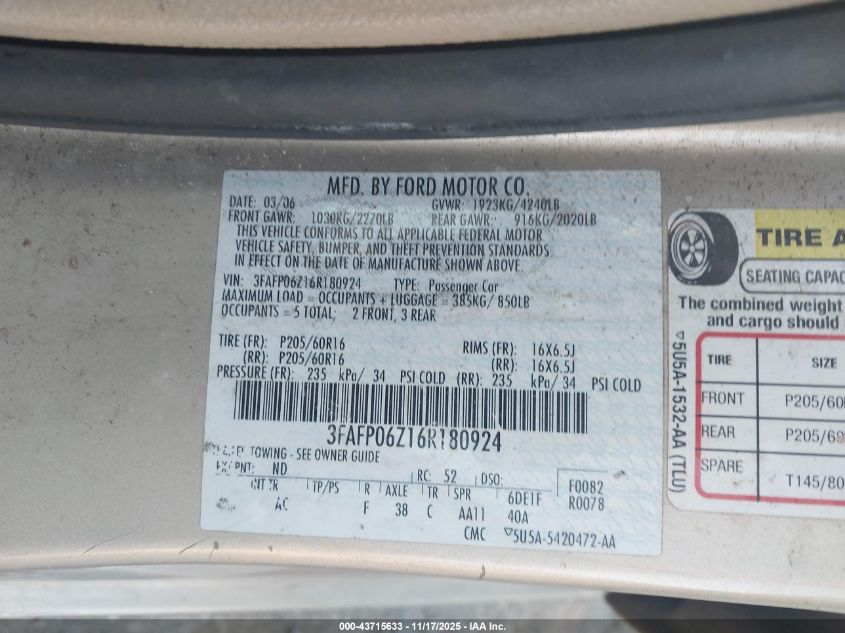 MFD. BY FORD MOTOR CO.
DATE: 03/06 GVWR: 1923KG/4240LB
FRONT GAWR: 1030KG/2270LB REAR GAWR: 916KG/2020LB
THIS VEHICLE CONFORMS TO ALL APPLICABLE FEDERAL MOTOR
VEHICLE SAFETY, BUMPER, AND THEFT PREVENTION STANDARDS
IN EFFECT ON THE DATE OF MANUFACTURE SHOWN ABOVE
VIN: 3FAFP06Z16R180924 TYPE: Passenger Car
MAXIMUM LOAD = OCCUPANTS + LUGGAGE = 385KG/850LB
OCCUPANTS = 5 TOTAL; 2 FRONT, 3 REAR
TIRE (FR): P205/60R16 RIMS (FR): 16X6.5J
(RR): P205/60R16 (RR): 16X6.5J
PRESSURE (FR): 235 kPa/34 PSI COLD (RR): 235 kPa/34 PSI COLD
3FAFP06Z16R180924
TOWING - SEE OWNER GUIDE
PNT: ND RC: 52 DSO: F0082
INT TR TP/PS R AXLE TR SPR 6DE1F R0078
AC F 38 C AA11 40A
CMC 5U5A-5420472-AA
TIRE A
SEATING CAPAC
The combined weight
and cargo should
TIRE SIZE
FRONT P205/60
REAR P205/60
SPARE T145/80
5U5A-1532-AA (TLU)
000-43715633 - 11/17/2025 - IAA Inc.